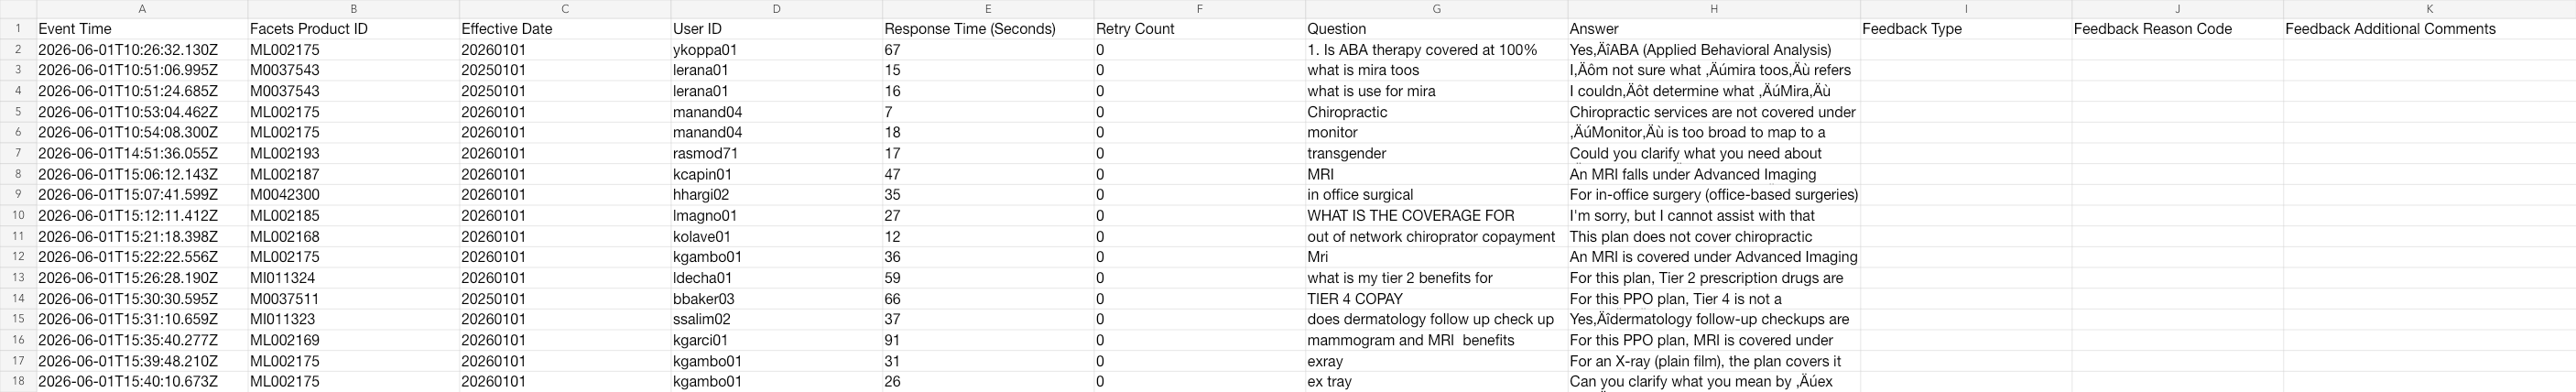 A B C D E F G H I J K
1 Event Time Facets Product ID Effective Date User ID Response Time (Seconds) Retry Count Question Answer Feedback Type Feedback Reason Code Feedback Additional Comments
2 2026-06-01T10:26:32.130Z ML002175 20260101 ykoppa01 67 0 1. Is ABA therapy covered at 100% Yes,ÄîABA (Applied Behavioral Analysis)
3 2026-06-01T10:51:06.995Z M0037543 20250101 lerana01 15 0 what is mira toos I,Äôm not sure what ,Äúmira toos,Äù refers
4 2026-06-01T10:51:24.685Z M0037543 20250101 lerana01 16 0 what is use for mira I couldn,Äôt determine what ,ÄúMira,Äù
5 2026-06-01T10:53:04.462Z ML002175 20260101 manand04 7 0 Chiropractic Chiropractic services are not covered under
6 2026-06-01T10:54:08.300Z ML002175 20260101 manand04 18 0 monitor ,ÄúMonitor,Äù is too broad to map to a
7 2026-06-01T14:51:36.055Z ML002193 20260101 rasmod71 17 0 transgender Could you clarify what you need about
8 2026-06-01T15:06:12.143Z ML002187 20260101 kcapin01 47 0 MRI An MRI falls under Advanced Imaging
9 2026-06-01T15:07:41.599Z M0042300 20260101 hhargi02 35 0 in office surgical For in-office surgery (office-based surgeries)
10 2026-06-01T15:12:11.412Z ML002185 20260101 lmagno01 27 0 WHAT IS THE COVERAGE FOR I'm sorry, but I cannot assist with that
11 2026-06-01T15:21:18.398Z ML002168 20260101 kolave01 12 0 out of network chiroprator copayment This plan does not cover chiropractic
12 2026-06-01T15:22:22.556Z ML002175 20260101 kgambo01 36 0 Mri An MRI is covered under Advanced Imaging
13 2026-06-01T15:26:28.190Z MI011324 20260101 ldecha01 59 0 what is my tier 2 benefits for For this plan, Tier 2 prescription drugs are
14 2026-06-01T15:30:30.595Z M0037511 20250101 bbaker03 66 0 TIER 4 COPAY For this PPO plan, Tier 4 is not a
15 2026-06-01T15:31:10.659Z MI011323 20260101 ssalim02 37 0 does dermatology follow up check up Yes,Äîdermatology follow-up checkups are
16 2026-06-01T15:35:40.277Z ML002169 20260101 kgarci01 91 0 mammogram and MRI  benefits For this PPO plan, MRI is covered under
17 2026-06-01T15:39:48.210Z ML002175 20260101 kgambo01 31 0 exray For an X-ray (plain film), the plan covers it
18 2026-06-01T15:40:10.673Z ML002175 20260101 kgambo01 26 0 ex tray Can you clarify what you mean by ,Äúex